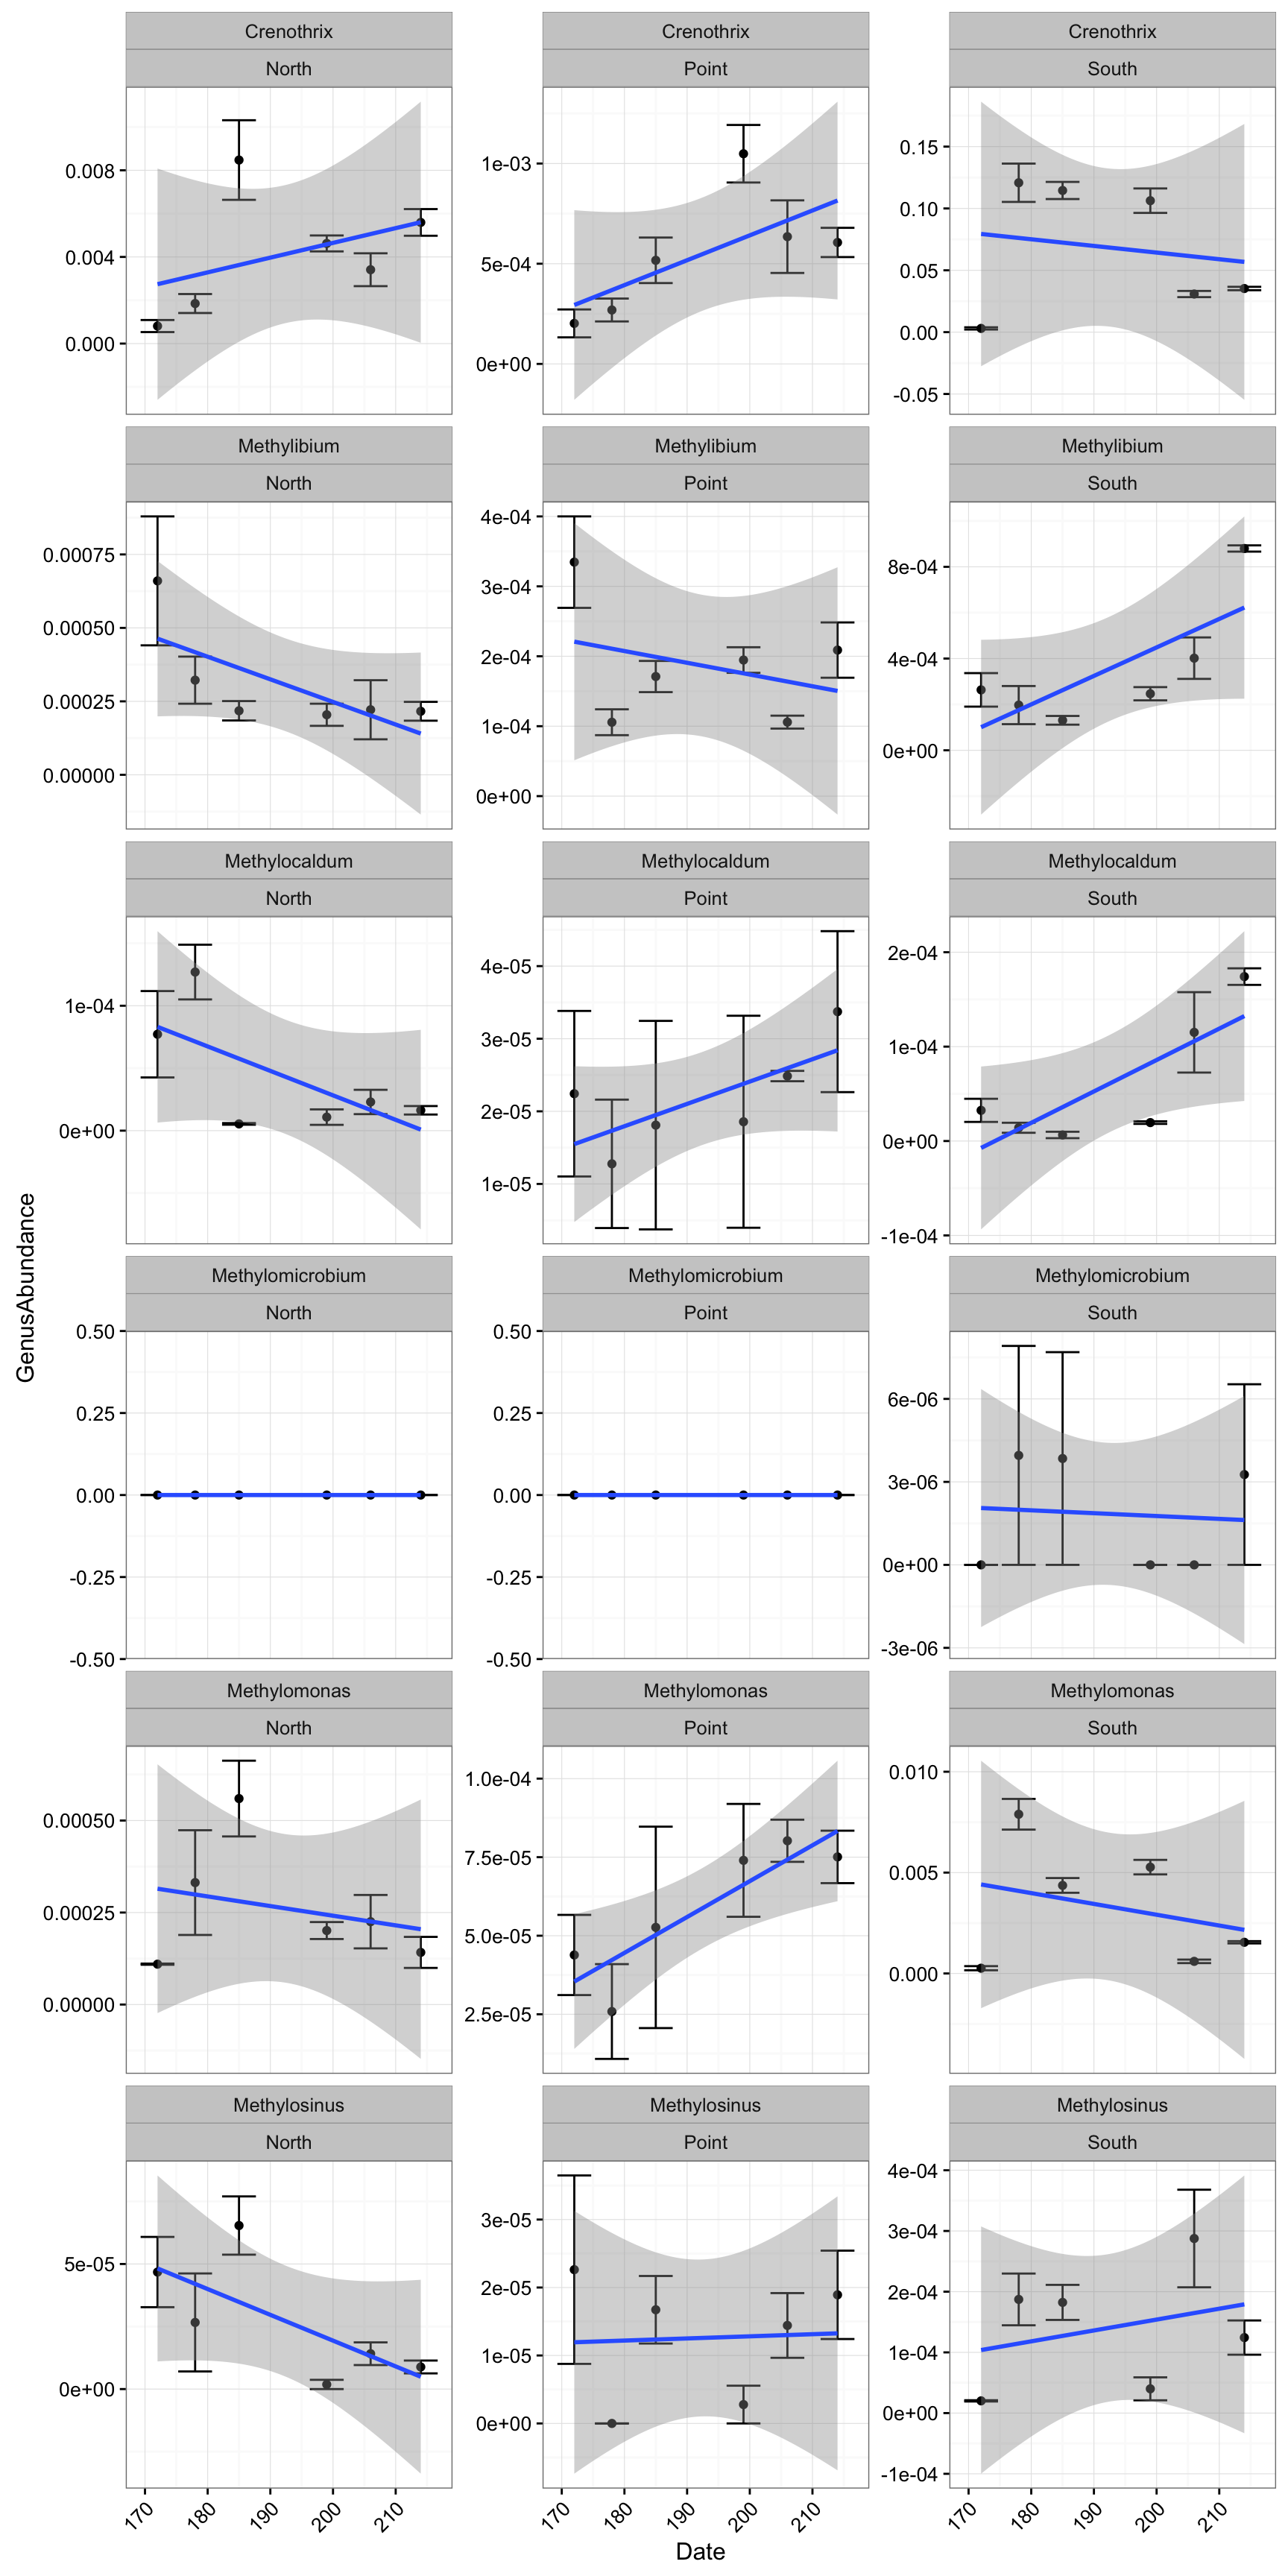 Crenothrix
North
0.008
0.004
0.000
Crenothrix
Point
1e-03
5e-04
0e+00
Crenothrix
South
0.15
0.10
0.05
0.00
-0.05
Methylibium
North
0.00075
0.00050
0.00025
0.00000
Methylibium
Point
4e-04
3e-04
2e-04
1e-04
0e+00
Methylibium
South
8e-04
4e-04
0e+00
Methylocaldum
North
1e-04
0e+00
Methylocaldum
Point
4e-05
3e-05
2e-05
1e-05
Methylocaldum
South
2e-04
1e-04
0e+00
-1e-04
GenusAbundance
Methylomicrobium
North
0.50
0.25
0.00
-0.25
-0.50
Methylomicrobium
Point
0.50
0.25
0.00
-0.25
-0.50
Methylomicrobium
South
6e-06
3e-06
0e+00
-3e-06
Methylomonas
North
0.00050
0.00025
0.00000
Methylomonas
Point
1.0e-04
7.5e-05
5.0e-05
2.5e-05
Methylomonas
South
0.010
0.005
0.000
Methylosinus
North
5e-05
0e+00
Methylosinus
Point
3e-05
2e-05
1e-05
0e+00
Methylosinus
South
4e-04
3e-04
2e-04
1e-04
0e+00
-1e-04
170 180 190 200 210
170 180 190 200 210
170 180 190 200 210
Date